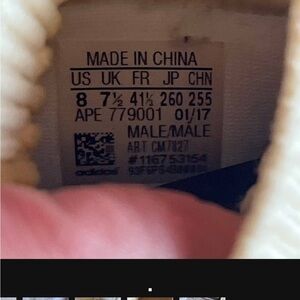 MADE IN CHINA
US UK FR JP CHN
8 7½ 41⅓ 260 255
APE 779001 01/17
MALE/MÂLE
ART CM7827
#116753154
adidas